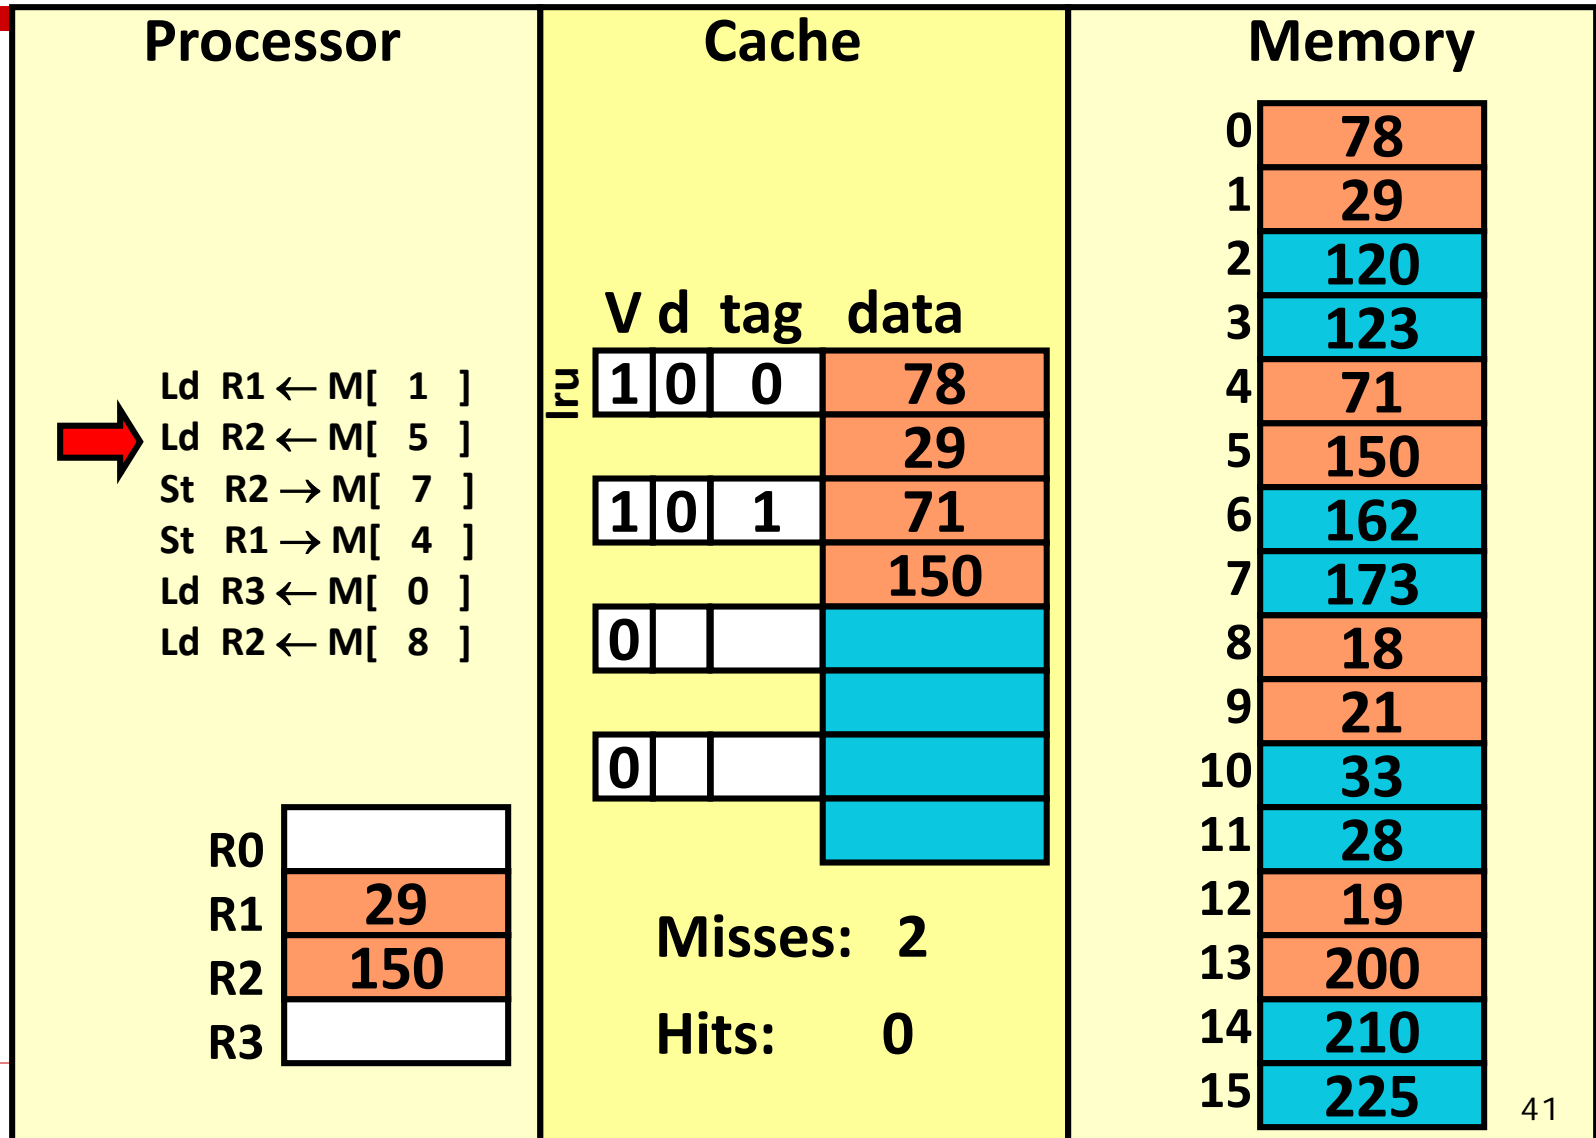 Processor
Ld R1 ← M[ 1 ]
Ld R2 ← M[ 5 ]
St R2 → M[ 7 ]
St R1 → M[ 4 ]
Ld R3 ← M[ 0 ]
Ld R2 ← M[ 8 ]
R0
R1 29
R2 150
R3
Cache
V d tag data
lru 1 0 0 78
29
1 0 1 71
150
0
0
Misses: 2
Hits: 0
Memory
0 78
1 29
2 120
3 123
4 71
5 150
6 162
7 173
8 18
9 21
10 33
11 28
12 19
13 200
14 210
15 225
41